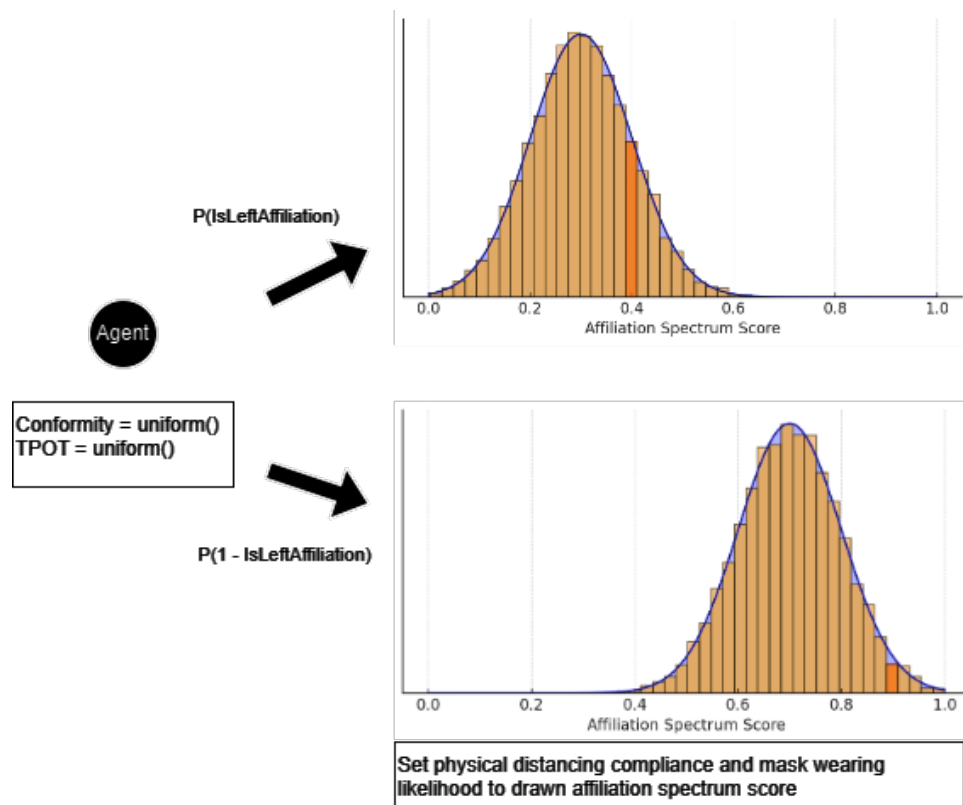 0.0 0.2 0.4 0.6 0.8 1.0
Affiliation Spectrum Score
P(IsLeftAffiliation)
Agent
Conformity = uniform()
TPOT = uniform()
P(1 - IsLeftAffiliation)
0.0 0.2 0.4 0.6 0.8 1.0
Affiliation Spectrum Score
Set physical distancing compliance and mask wearing
likelihood to drawn affiliation spectrum score